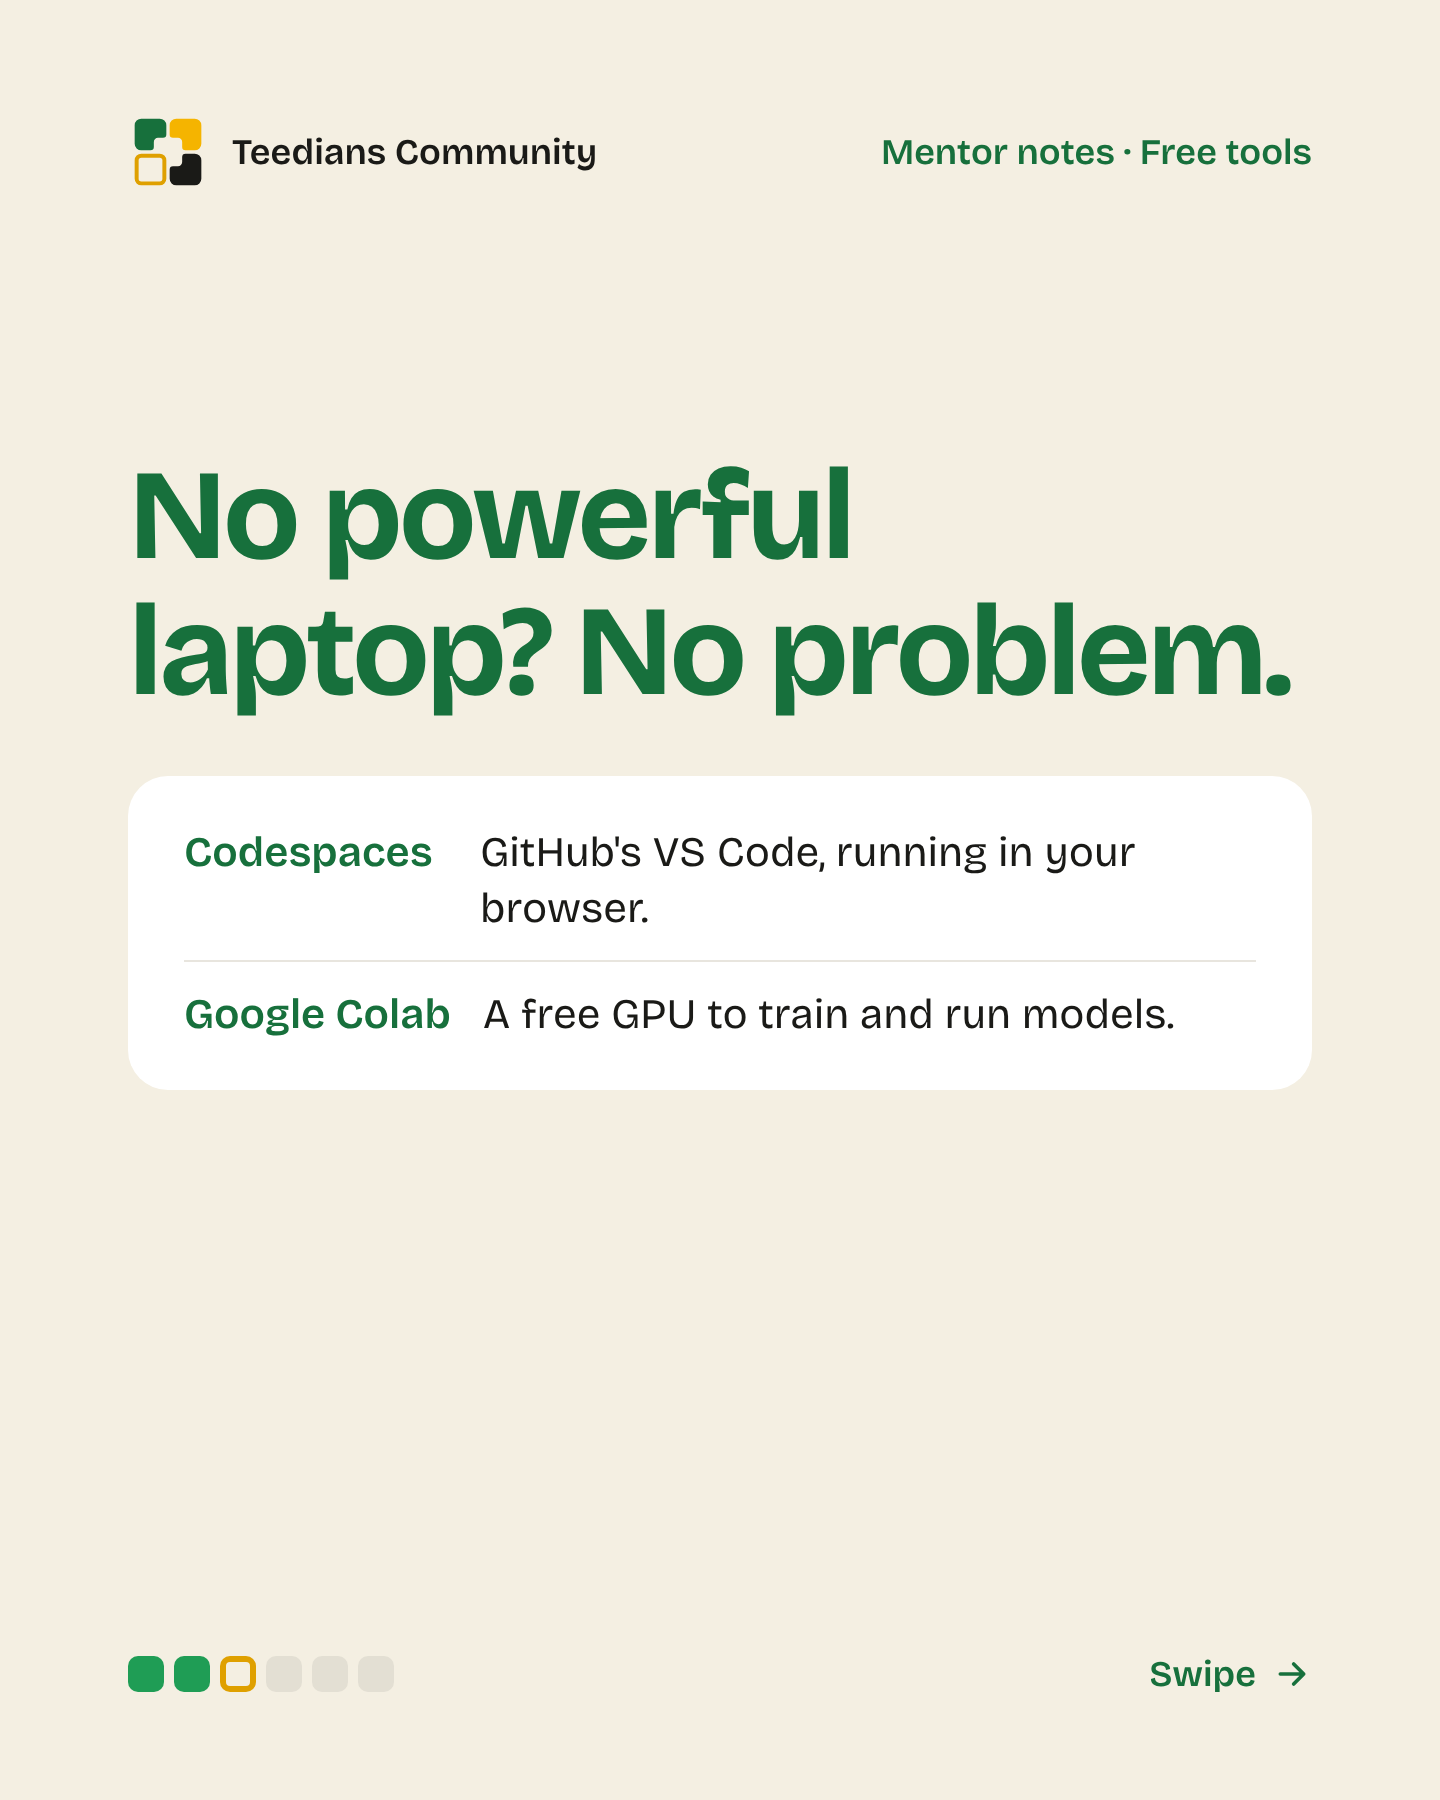 Teedians Community
Mentor notes · Free tools
No powerful
laptop? No problem.
Codespaces
GitHub's VS Code, running in your
browser.
Google Colab
A free GPU to train and run models.
Swipe →